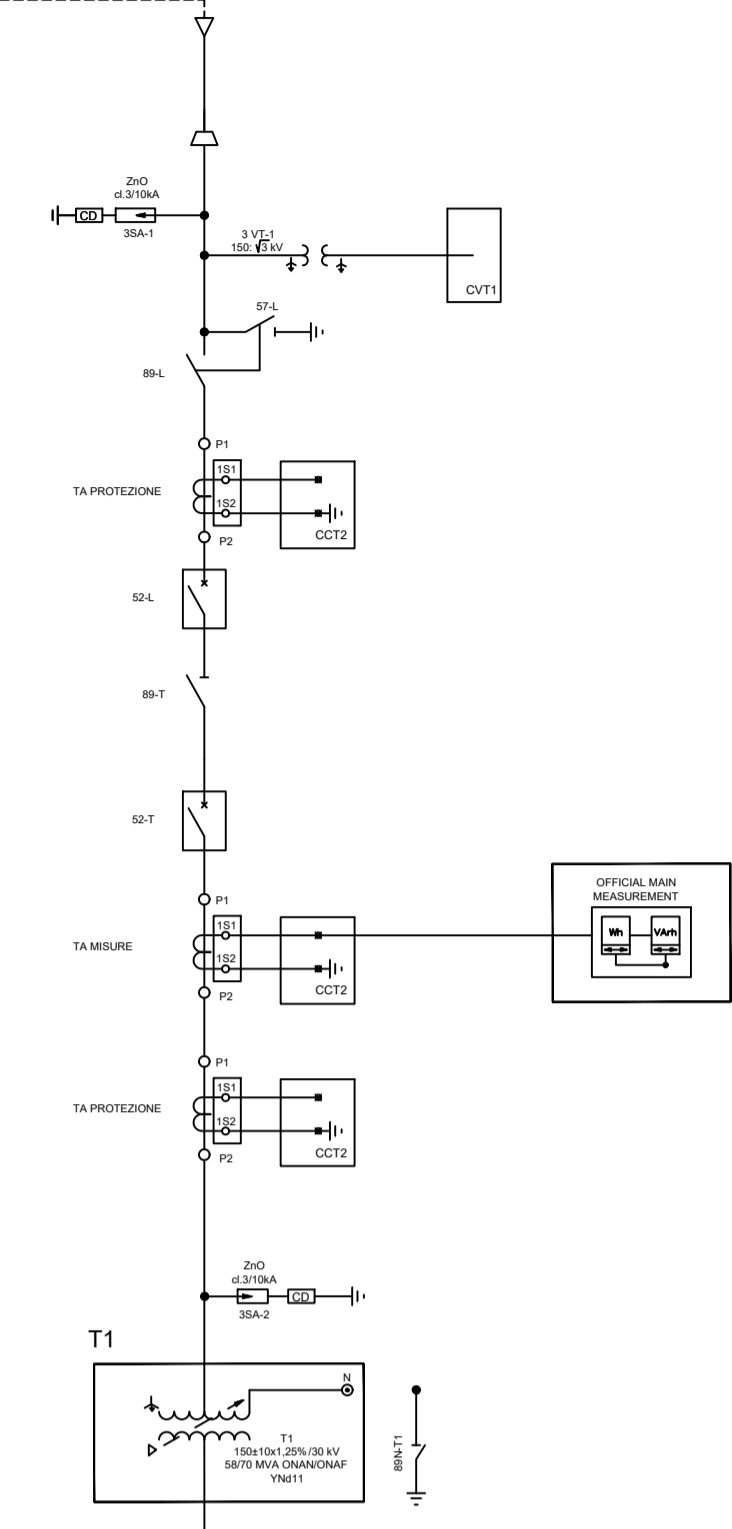 ZnO
cl.3/10kA
CD
3SA-1
3 VT-1
150: √3 kV
CVT1
57-L
89-L
P1
1S1
TA PROTEZIONE
1S2
CCT2
P2
52-L
89-T
52-T
OFFICIAL MAIN
MEASUREMENT
P1
1S1
Wh
VArh
TA MISURE
1S2
CCT2
P2
P1
1S1
TA PROTEZIONE
1S2
CCT2
P2
ZnO
cl.3/10kA
CD
3SA-2
T1
N
T1
150±10x1,25%/30 kV
58/70 MVA ONAN/ONAF
YNd11
89N-T1